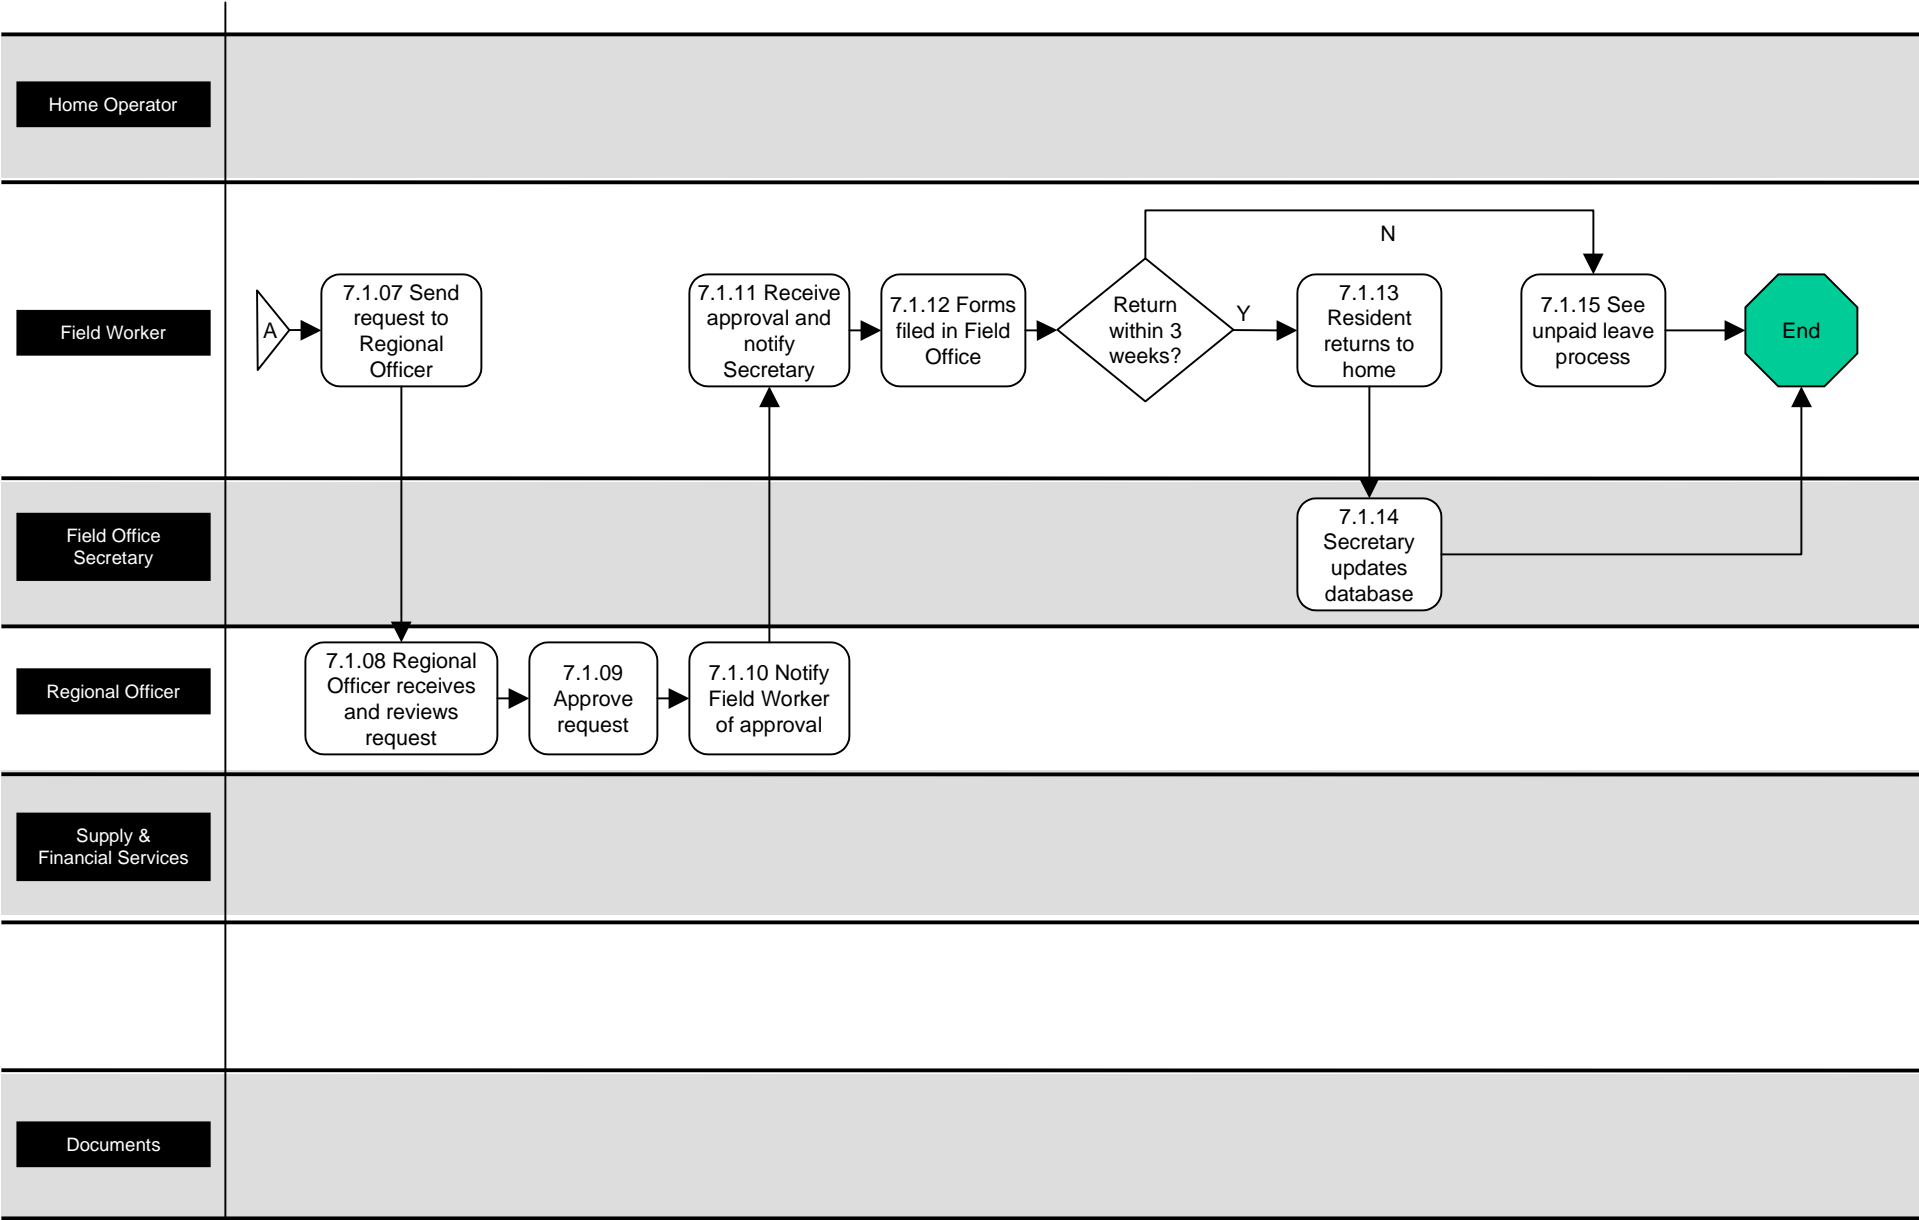 Home Operator
Field Worker
A
7.1.07 Send
request to
Regional
Officer
7.1.11 Receive
approval and
notify
Secretary
7.1.12 Forms
filed in Field
Office
Return
within 3
weeks?
Y
N
7.1.13
Resident
returns to
home
7.1.15 See
unpaid leave
process
End
Field Office
Secretary
7.1.14
Secretary
updates
database
Regional Officer
7.1.08 Regional
Officer receives
and reviews
request
7.1.09
Approve
request
7.1.10 Notify
Field Worker
of approval
Supply &
Financial Services
Documents